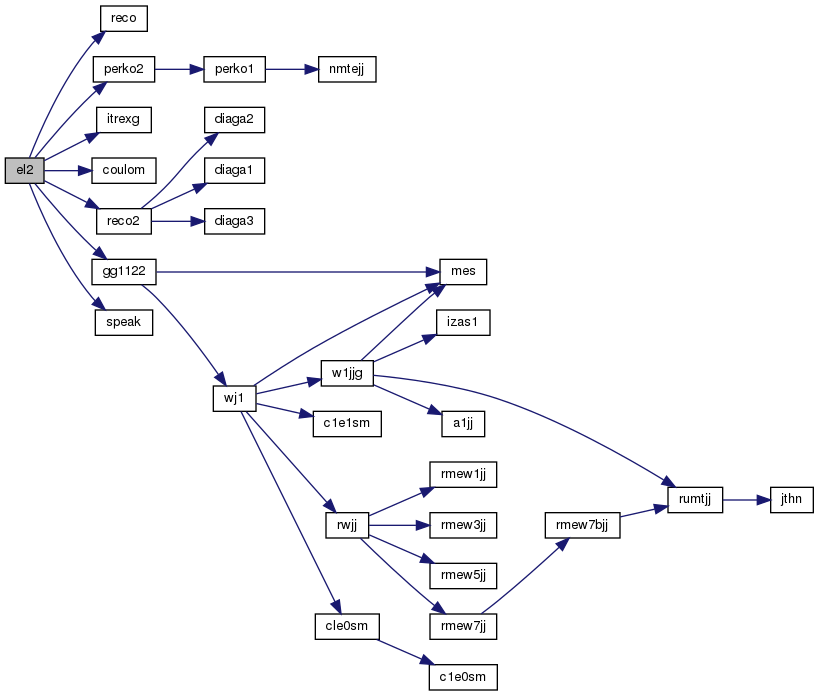 reco
perko2
perko1
nmtejj
itrexg
diaga2
el2
coulom
diaga1
reco2
diaga3
gg1122
mes
speak
izas1
w1jjg
wj1
c1e1sm
a1jj
rmew1jj
rumtjj
jthn
rwjj
rmew3jj
rmew7bjj
rmew5jj
cle0sm
rmew7jj
c1e0sm